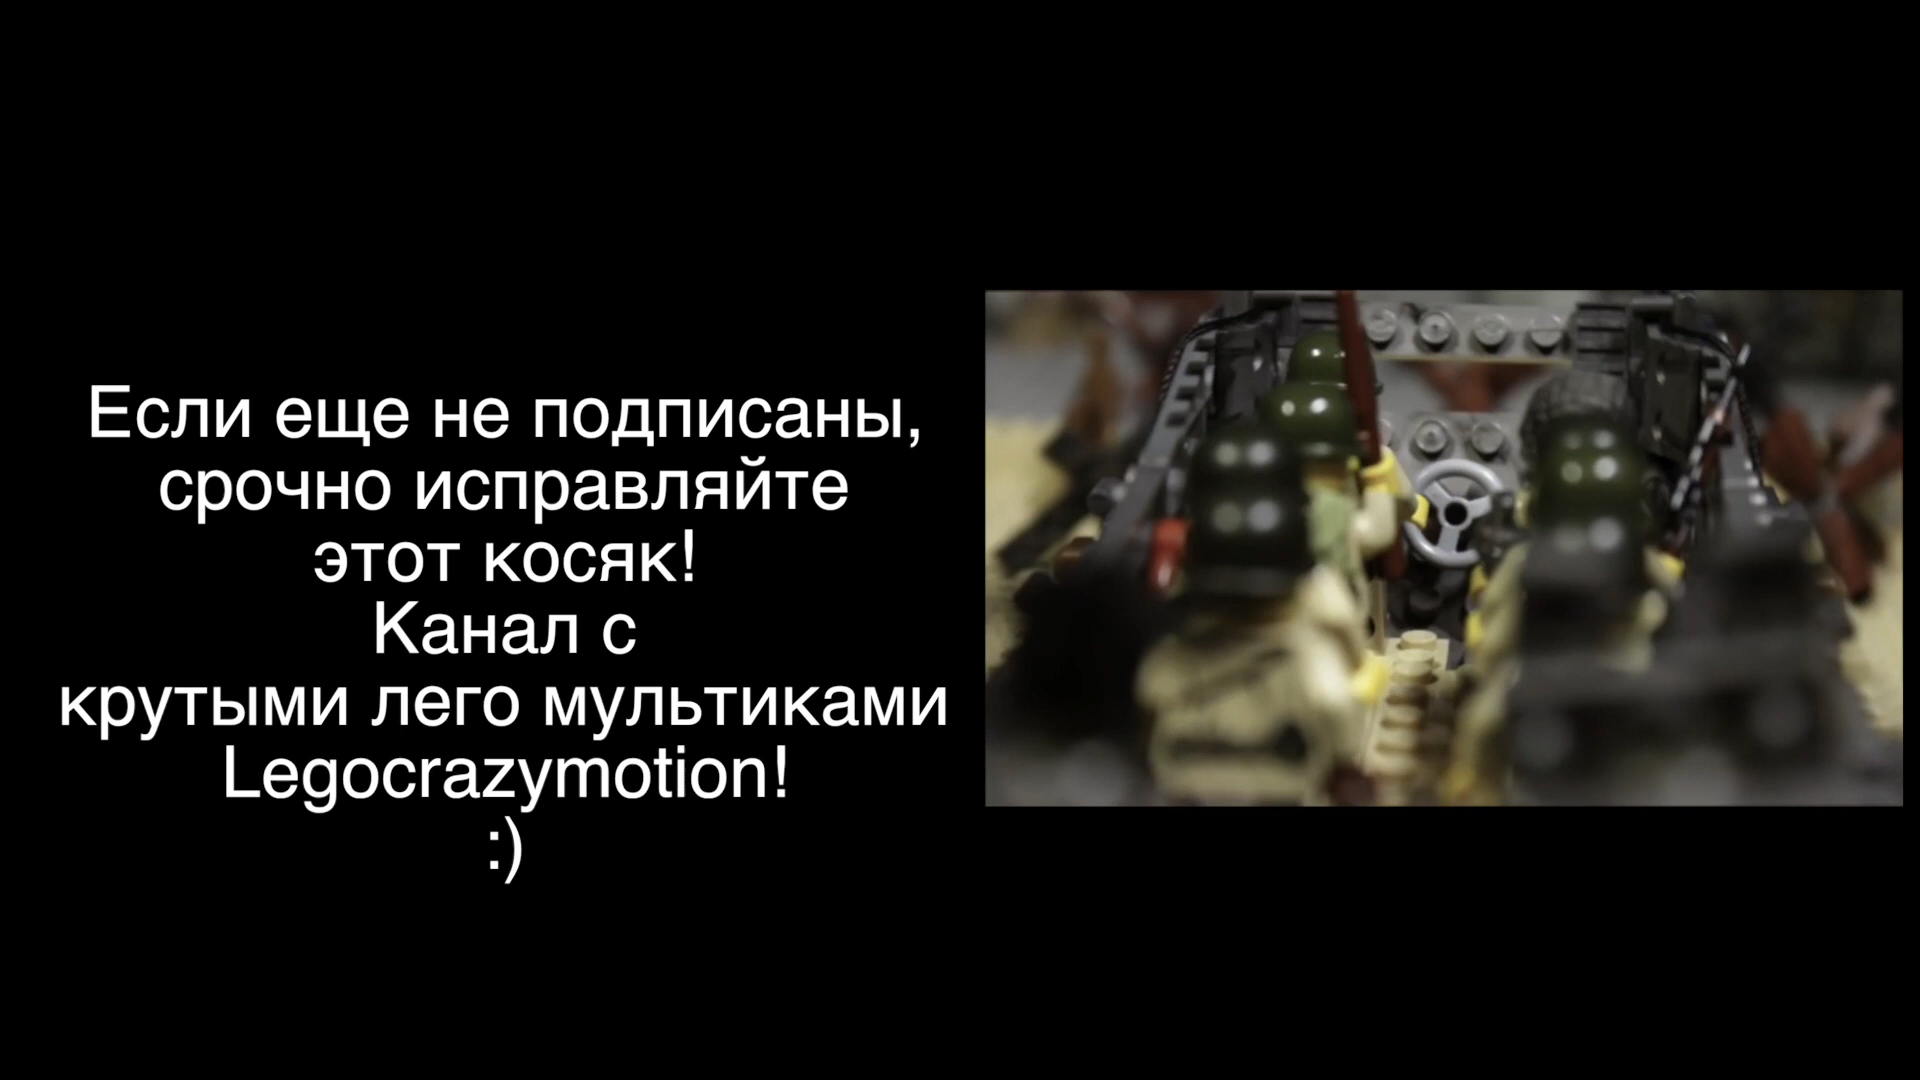 Если еще не подписаны,
срочно исправляйте
этот косяк!
Канал с
крутыми лего мультиками
Legocrazymotion!
:)